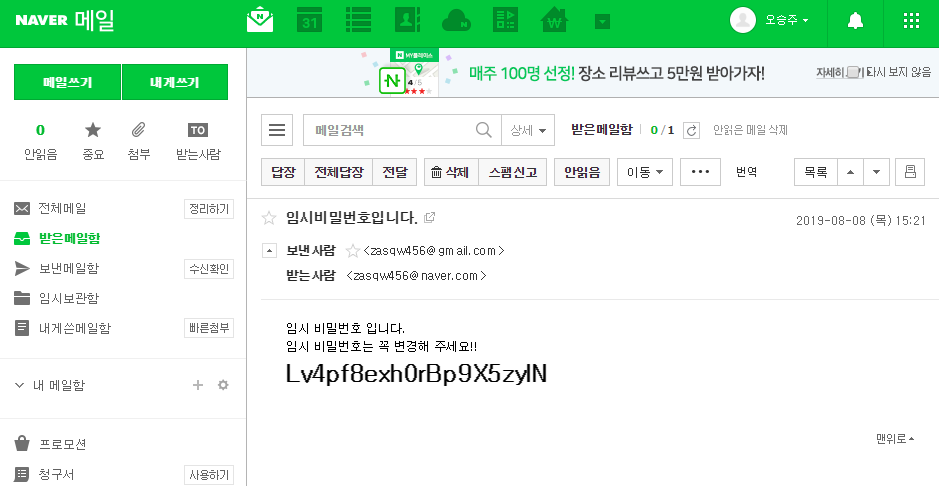 NAVER 메일
N
31
N
₩
오승주
메일쓰기
내게쓰기
0
안읽음
중요
첨부
TO
받는사람
전체메일 정리하기
받은메일함
보낸메일함 수신확인
임시보관함
내게쓴메일함 빠른첨부
내 메일함
프로모션
청구서 사용하기
N MY플레이스
N
4 / 5
매주 100명 선정! 장소 리뷰쓰고 5만원 받아가자!
다시 보지 않음
메일검색 상세 받은메일함 0 / 1 안읽은 메일 삭제
답장 전체답장 전달 삭제 스팸신고 안읽음 이동 ••• 번역 목록
임시비밀번호입니다.
2019-08-08 (목) 15:21
보낸사람 <zasqw456@gmail.com>
받는사람 <zasqw456@naver.com>
임시 비밀번호 입니다.
임시 비밀번호는 꼭 변경해 주세요!!
Lv4pf8exh0rBp9X5zylN
맨위로